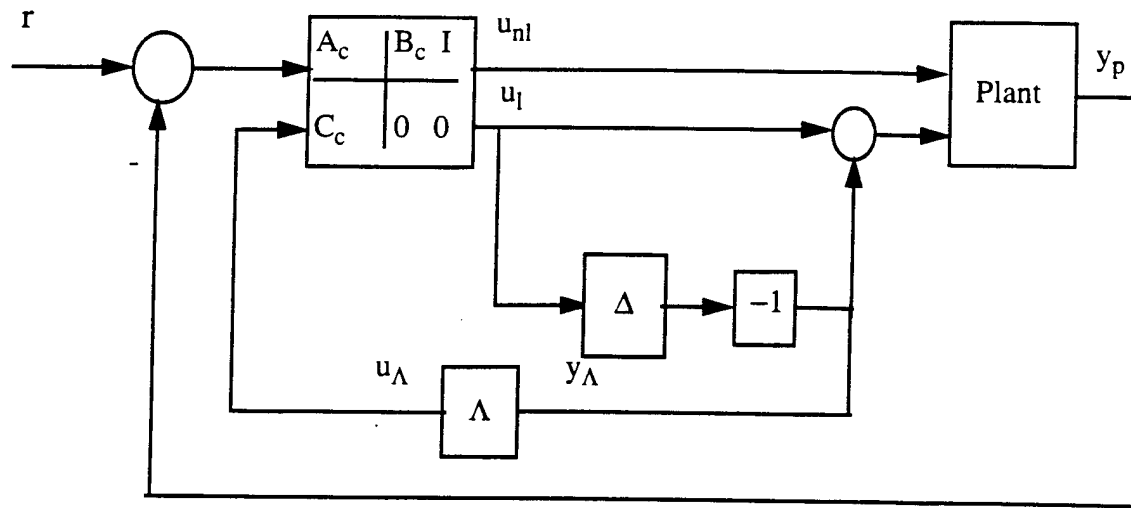 r
A_c B_c I
C_c 0 0
u_nl
u_l
Plant
y_p
-
Δ
−1
u_Λ
Λ
y_Λ